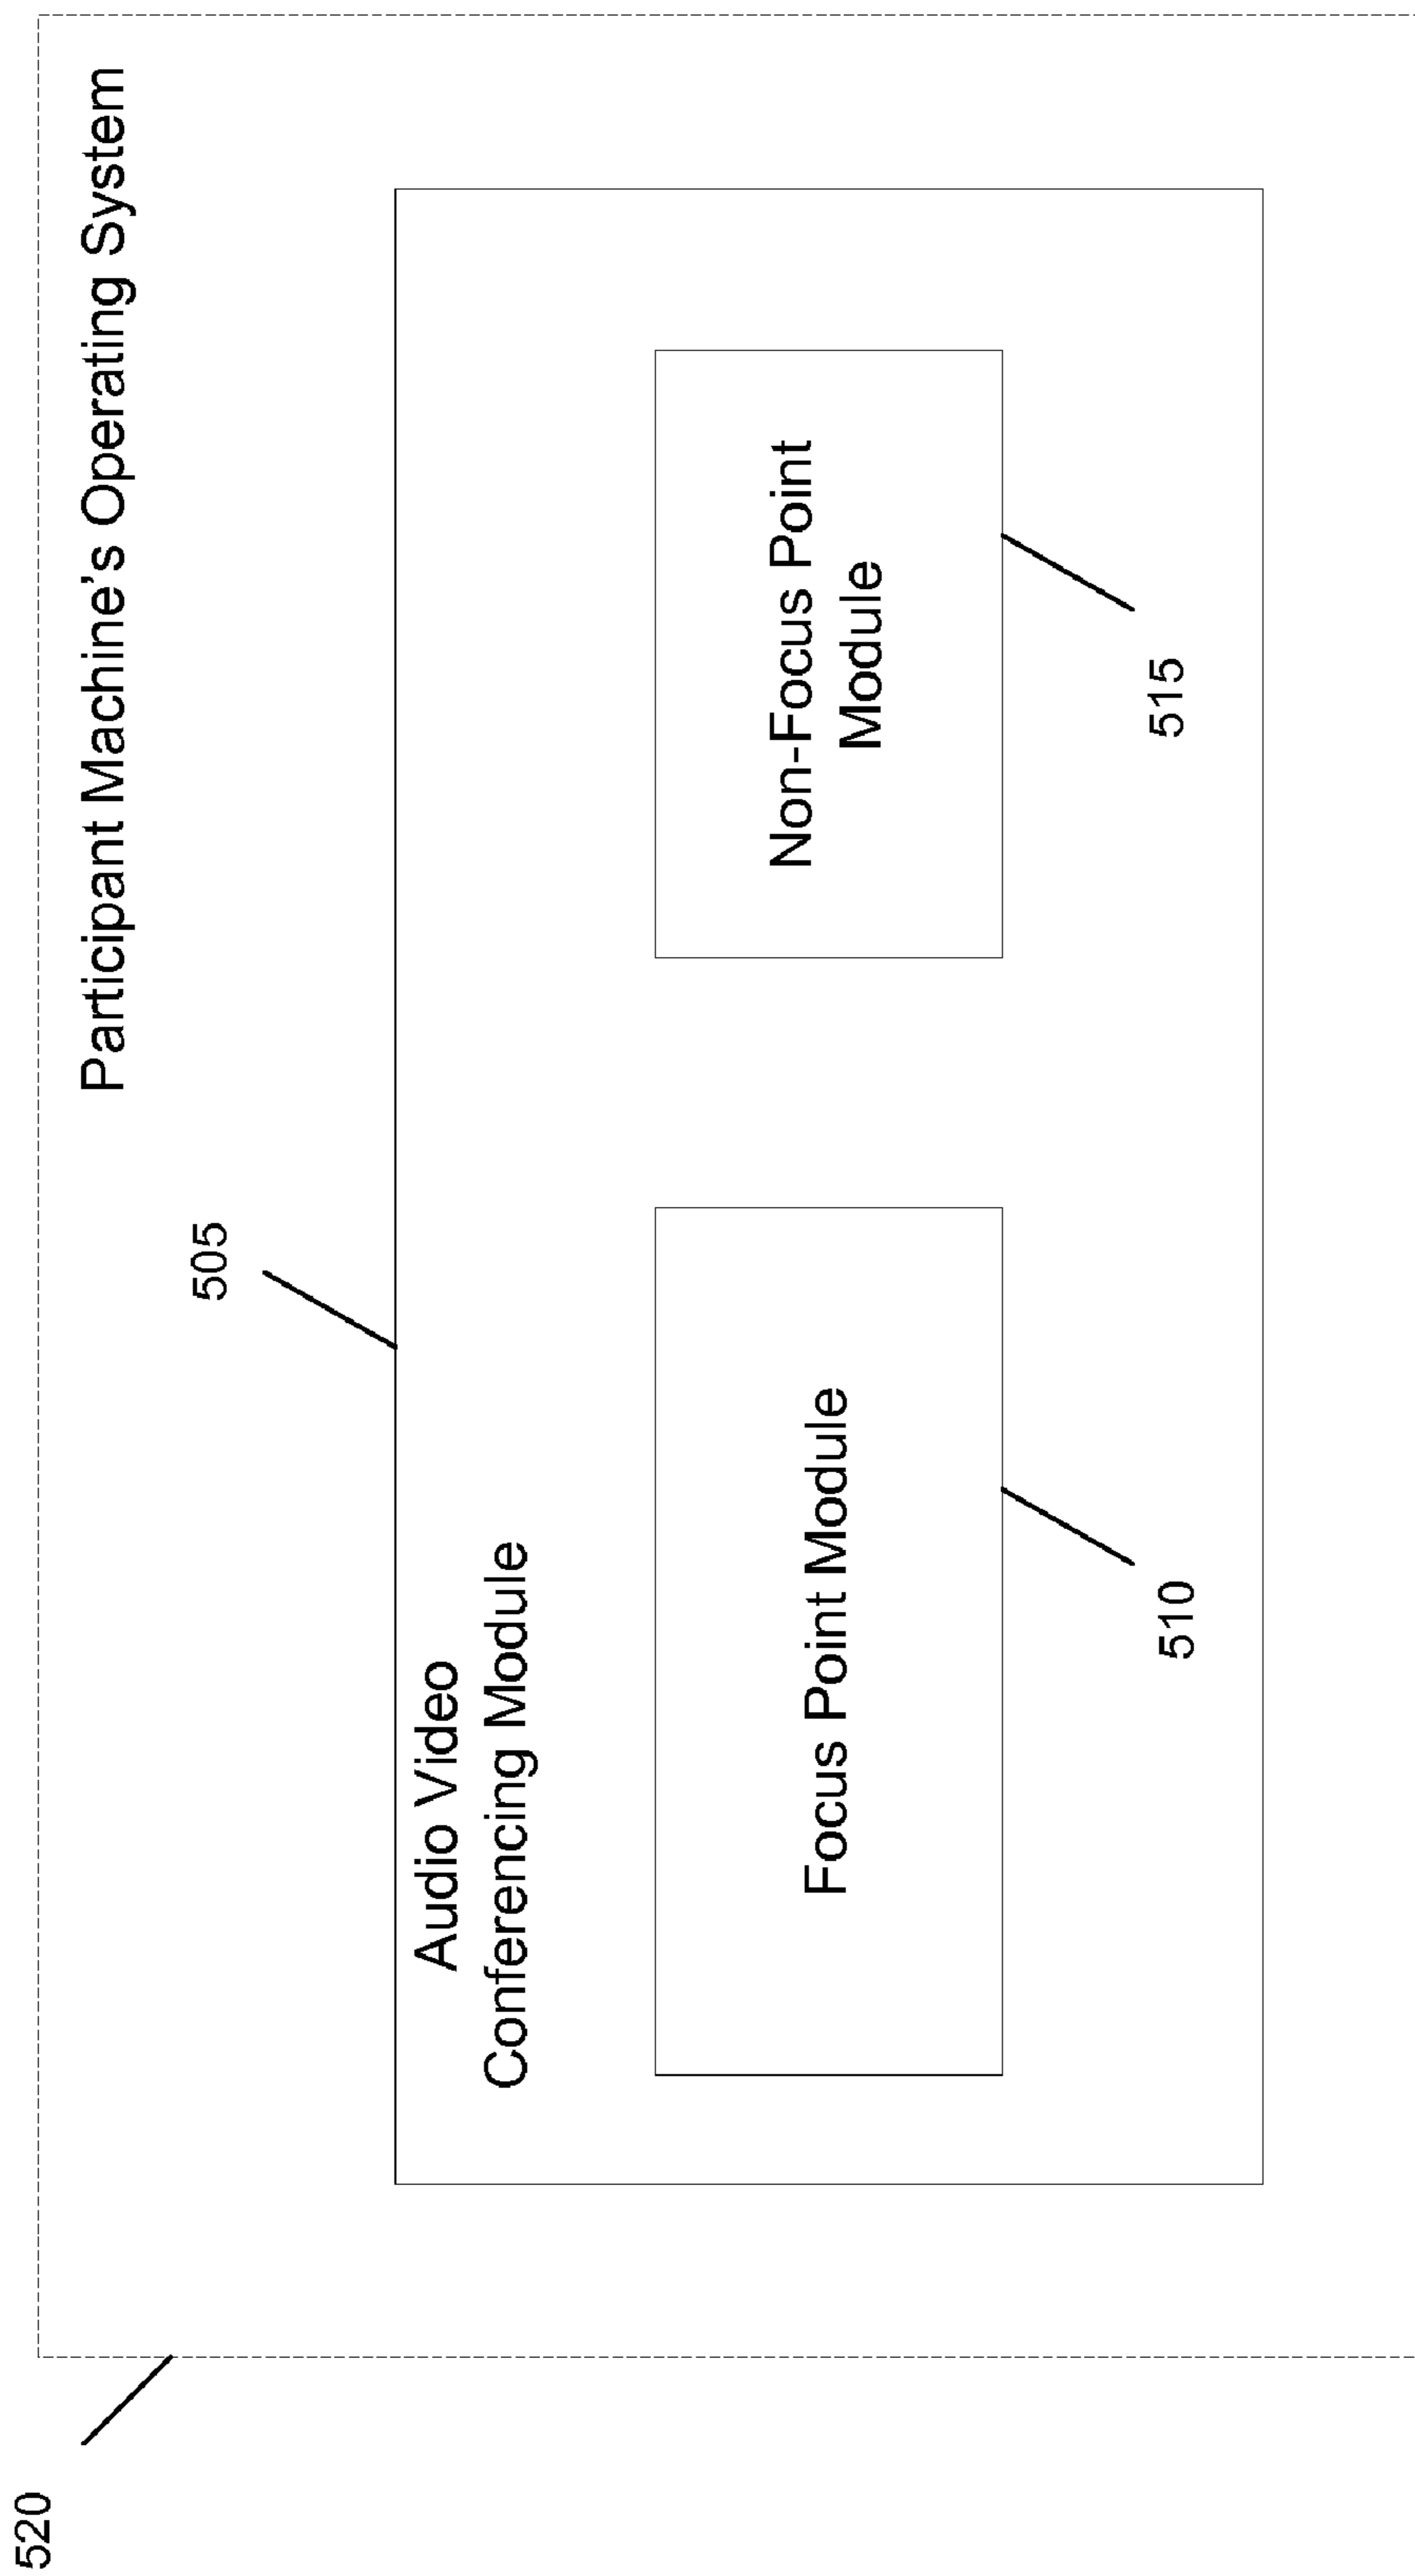 Participant Machine's Operating System
505
Audio Video
Conferencing Module
Focus Point Module
Non-Focus Point
Module
510
515
520